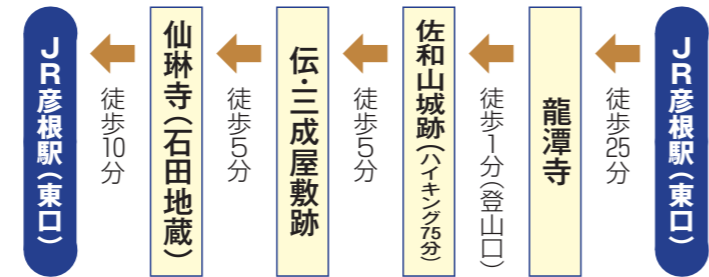 JR彦根駅（東口）
徒歩25分
龍潭寺
徒歩1分（登山口）
佐和山城跡（ハイキング75分）
徒歩5分
伝・三成屋敷跡
徒歩5分
仙琳寺（石田地蔵）
徒歩10分
JR彦根駅（東口）